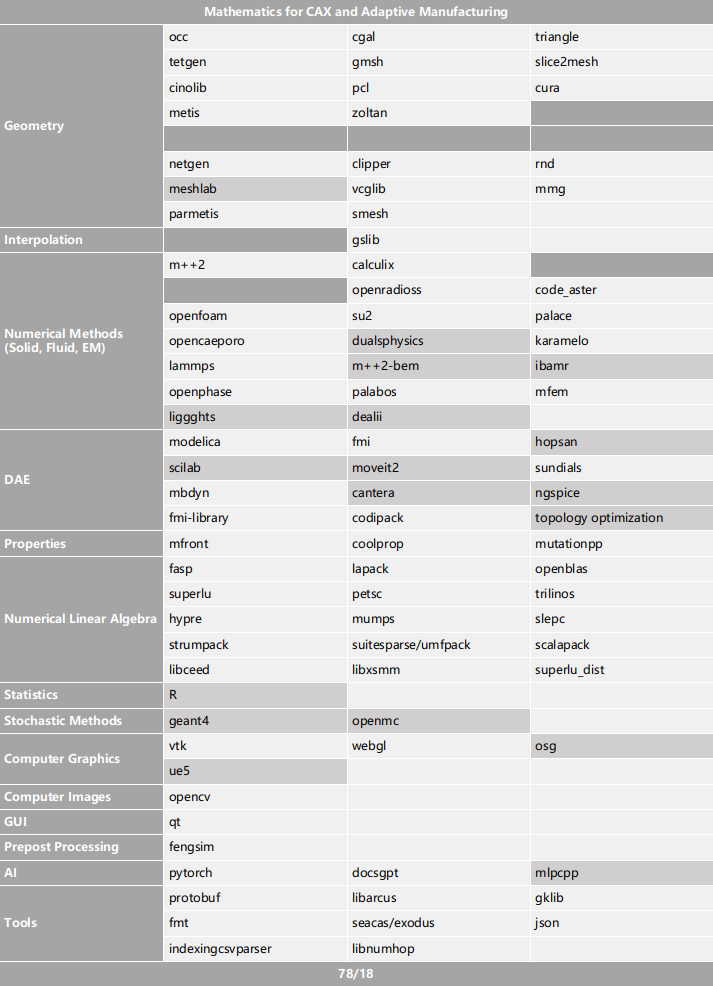 Mathematics for CAX and Adaptive Manufacturing
Geometry
occ cgal triangle
tetgen gmsh slice2mesh
cinolib pcl cura
metis zoltan
netgen clipper rnd
meshlab vcglib mmg
parmetis smesh
Interpolation gslib
Numerical Methods
(Solid, Fluid, EM)
m++2 calculix
openradioss code_aster
openfoam su2 palace
opencaeporo dualsphysics karamelo
lammps m++2-bem ibamr
openphase palabos mfem
liggghts dealii
DAE
modelica fmi hopsan
scilab moveit2 sundials
mbdyn cantera ngspice
fmi-library codipack topology optimization
Properties mfront coolprop mutationpp
Numerical Linear Algebra
fasp lapack openblas
superlu petsc trilinos
hypre mumps slepc
strumpack suitesparse/umfpack scalapack
libceed libxsmm superlu_dist
Statistics R
Stochastic Methods geant4 openmc
Computer Graphics
vtk webgl osg
ue5
Computer Images opencv
GUI qt
Prepost Processing fengsim
AI pytorch docsgpt mlpcpp
Tools
protobuf libarcus gklib
fmt seacas/exodus json
indexingcsvparser libnumhop
78/18